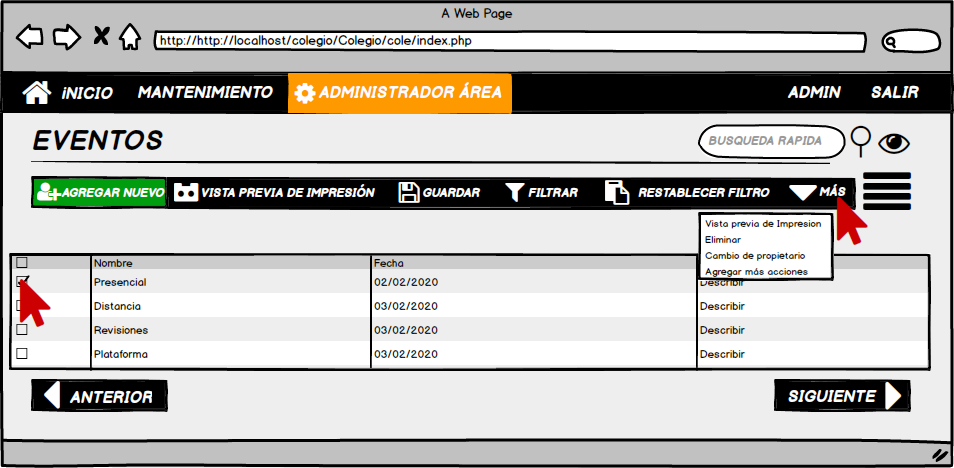 A Web Page
http://http://localhost/colegio/Colegio/cole/index.php
iNICIO MANTENIMIENTO ADMINISTRADOR ÁREA ADMIN SALIR
EVENTOS BUSQUEDA RAPIDA
AGREGAR NUEVO VISTA PREVIA DE IMPRESIÓN GUARDAR FILTRAR RESTABLECER FILTRO MÁS
Vista previa de Impresion
Eliminar
Cambio de propietario
Agregar más acciones
Nombre Fecha
Presencial 02/02/2020 Describir
Distancia 03/02/2020 Describir
Revisiones 03/02/2020 Describir
Plataforma 03/02/2020 Describir
ANTERIOR SIGUIENTE